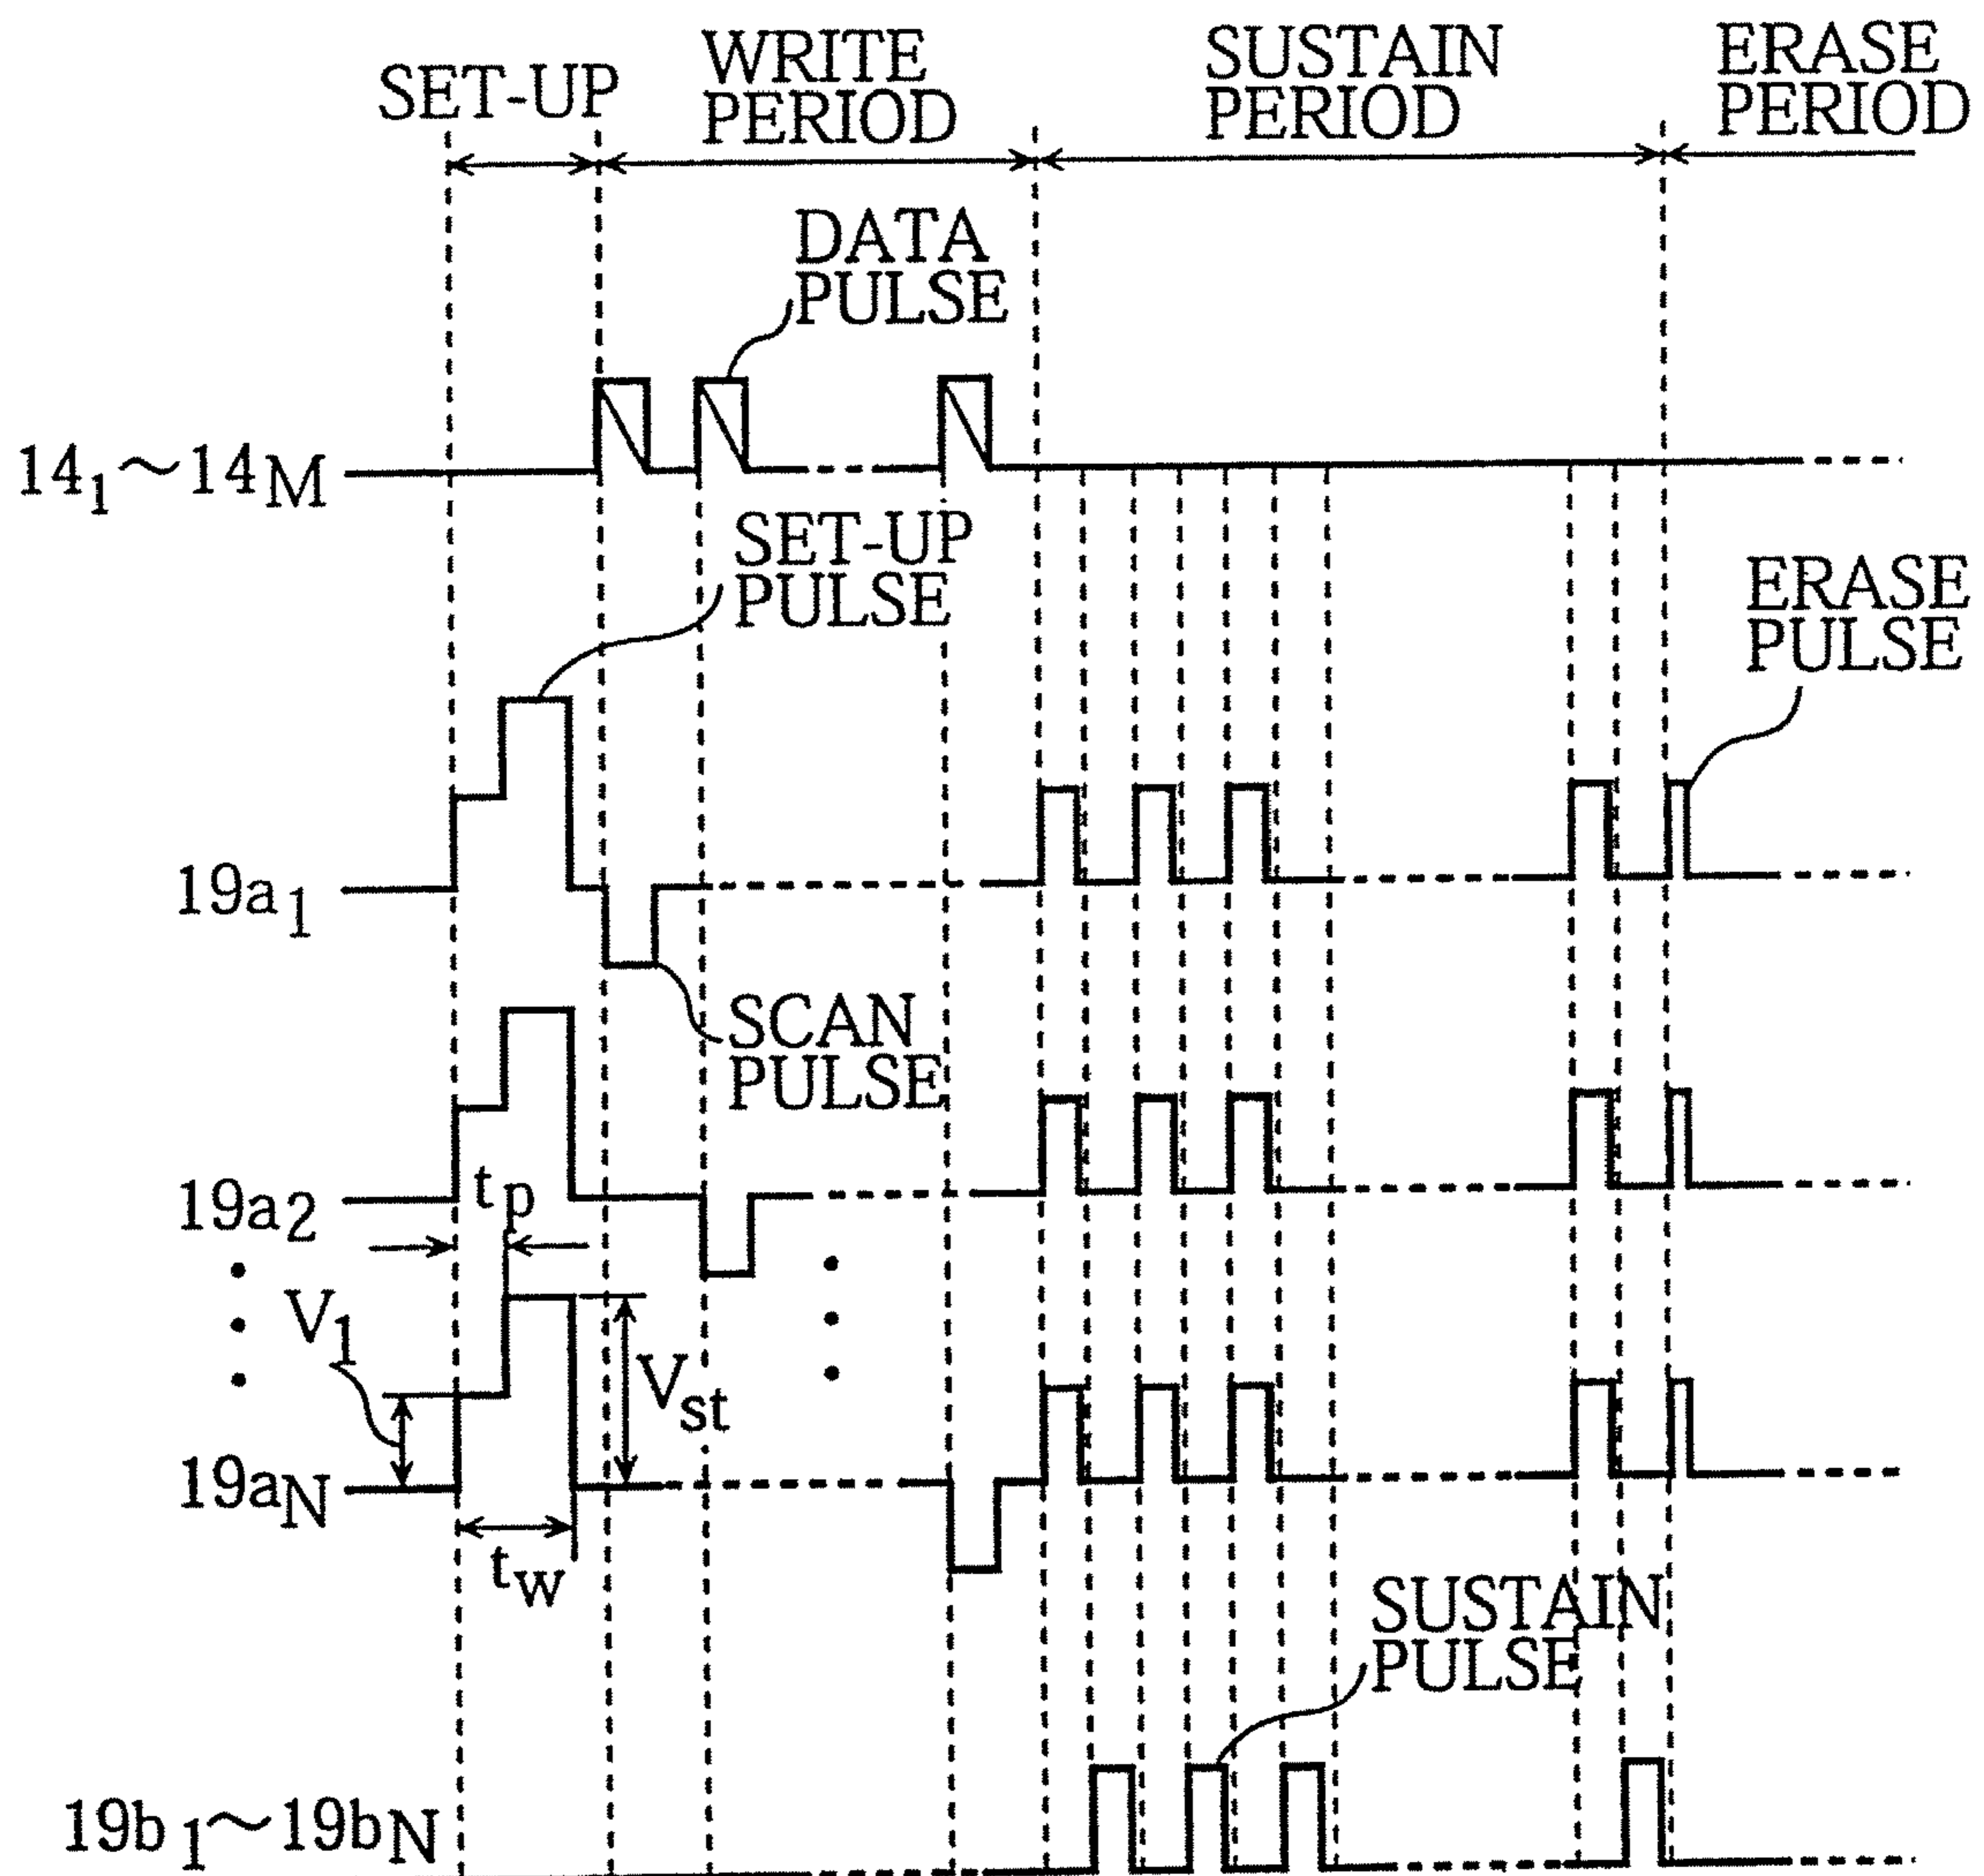 SET-UP
WRITE
PERIOD
SUSTAIN
PERIOD
ERASE
PERIOD
DATA
PULSE
14₁~14M
SET-UP
PULSE
ERASE
PULSE
19a₁
SCAN
PULSE
19a₂
tp
V₁
Vst
19aN
tw
SUSTAIN
PULSE
19b₁~19bN